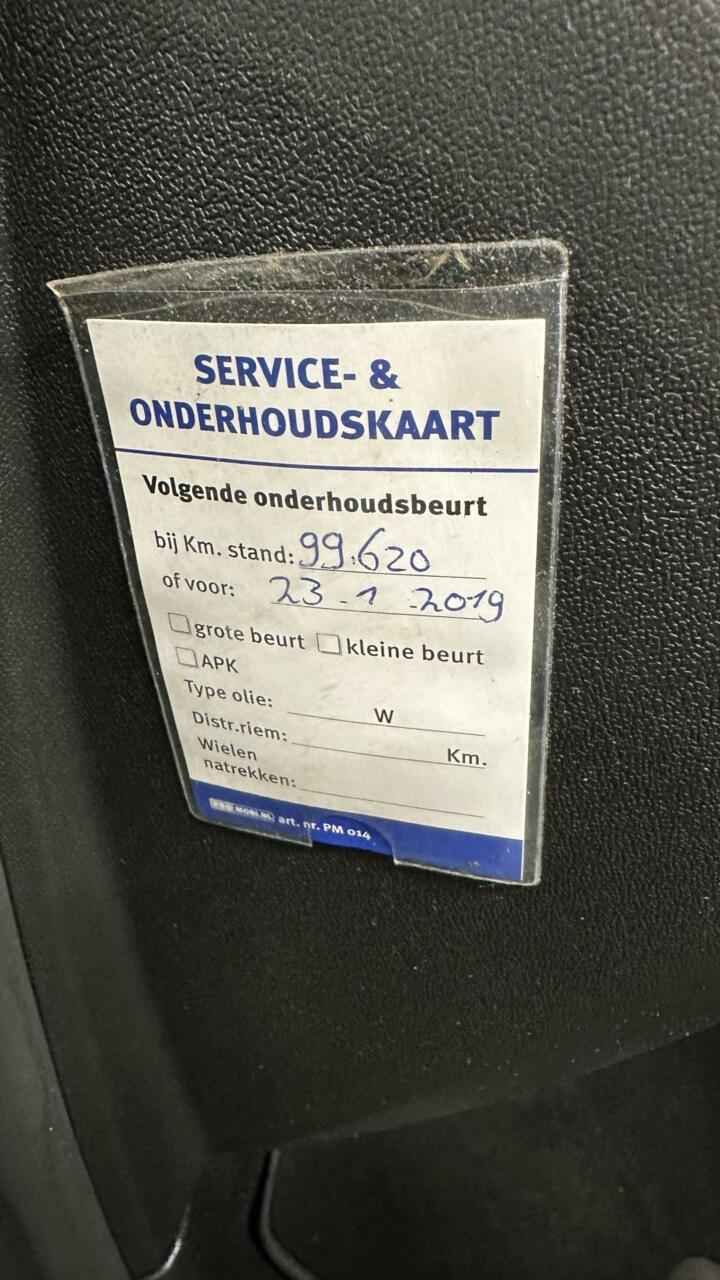 SERVICE- &
ONDERHOUDSKAART
Volgende onderhoudsbeurt
bij Km. stand: 99.620
of voor: 23-1-2019
grote beurt kleine beurt
APK
Type olie: W
Distr.riem: Km.
Wielen
natrekken:
art. nr. PM 014